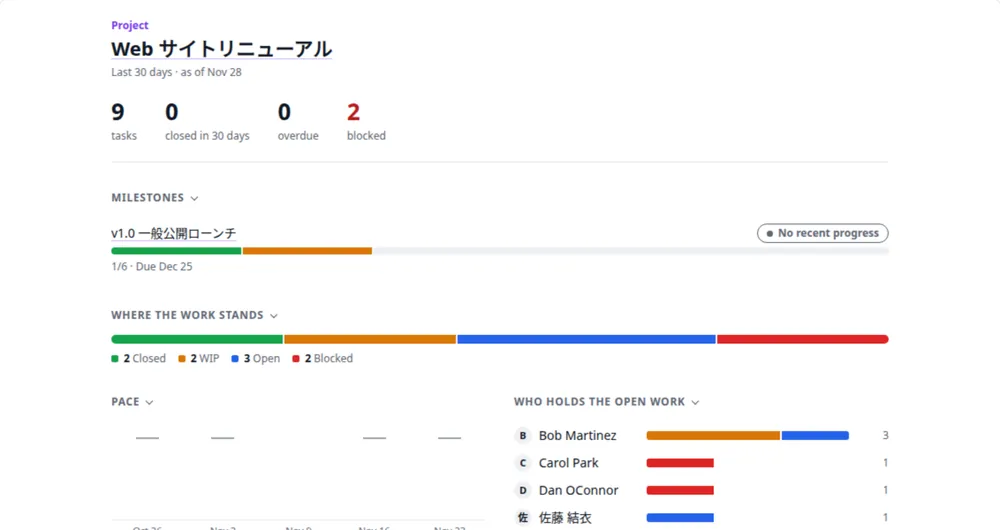 Project
Web サイトリニューアル
Last 30 days · as of Nov 28
9 0 0 2
tasks closed in 30 days overdue blocked
MILESTONES
v1.0 一般公開ローンチ No recent progress
1/6 · Due Dec 25
WHERE THE WORK STANDS
2 Closed 2 WIP 3 Open 2 Blocked
PACE
WHO HOLDS THE OPEN WORK
B Bob Martinez 3
C Carol Park 1
D Dan OConnor 1
佐 佐藤 結衣 1